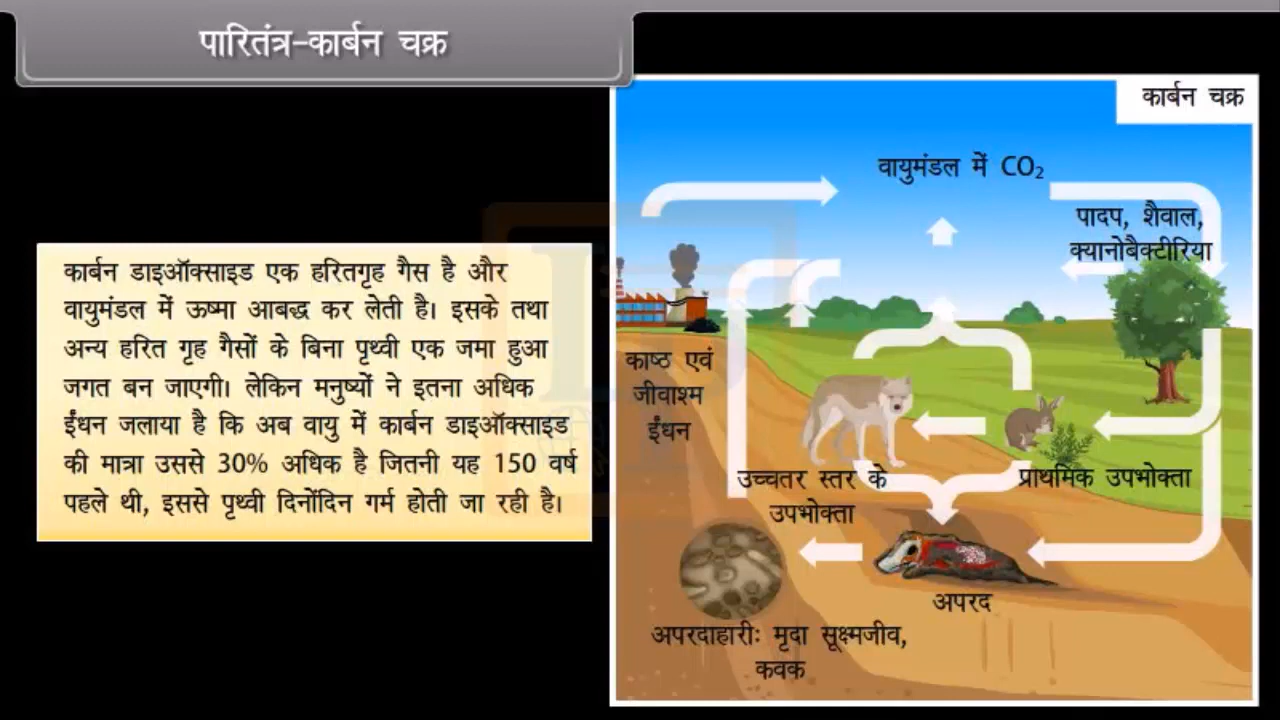 पारितंत्र-कार्बन चक्र
कार्बन चक्र
वायुमंडल में CO₂
पादप, शैवाल,
क्यानोबैक्टीरिया
कार्बन डाइऑक्साइड एक हरितगृह गैस है और
वायुमंडल में ऊष्मा आबद्ध कर लेती है। इसके तथा
अन्य हरित गृह गैसों के बिना पृथ्वी एक जमा हुआ
जगत बन जाएगी। लेकिन मनुष्यों ने इतना अधिक
ईंधन जलाया है कि अब वायु में कार्बन डाइऑक्साइड
की मात्रा उससे 30% अधिक है जितनी यह 150 वर्ष
पहले थी, इससे पृथ्वी दिनोंदिन गर्म होती जा रही है।
काष्ठ एवं
जीवाश्म
ईंधन
उच्चतर स्तर के
उपभोक्ता
प्राथमिक उपभोक्ता
अपरद
अपरदाहारीः मृदा सूक्ष्मजीव,
कवक